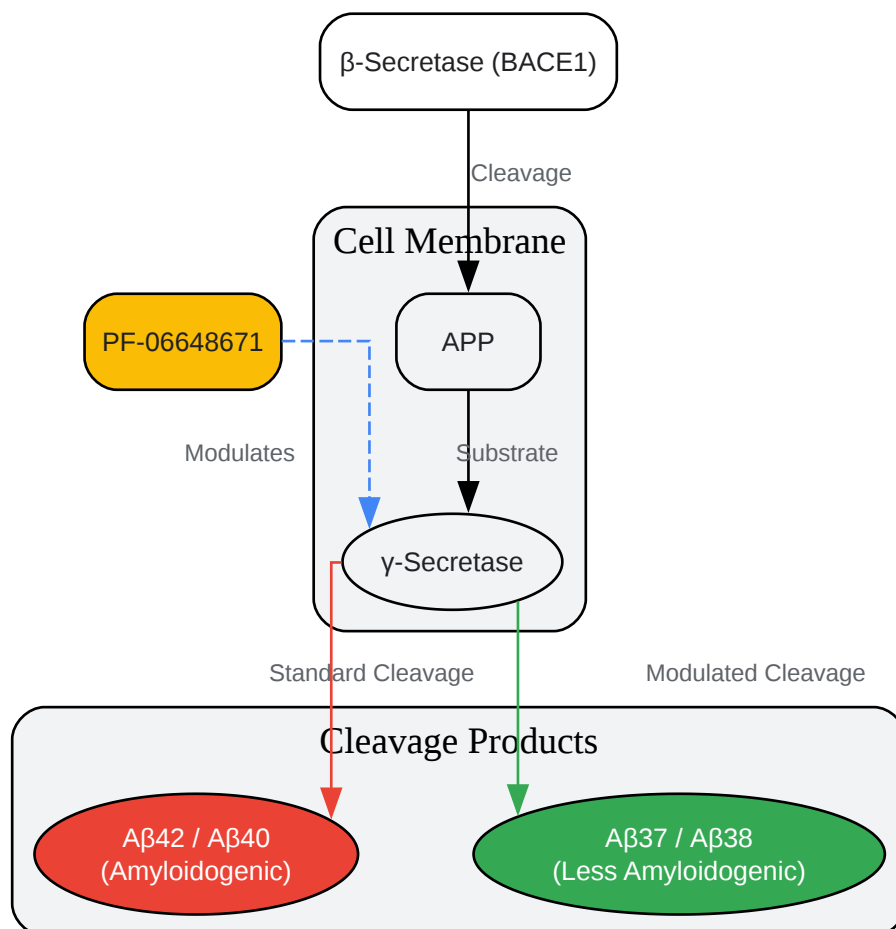 β-Secretase (BACE1)
Cleavage
Cell Membrane
PF-06648671
APP
Modulates
Substrate
γ-Secretase
Standard Cleavage
Modulated Cleavage
Cleavage Products
Aβ42 / Aβ40
(Amyloidogenic)
Aβ37 / Aβ38
(Less Amyloidogenic)